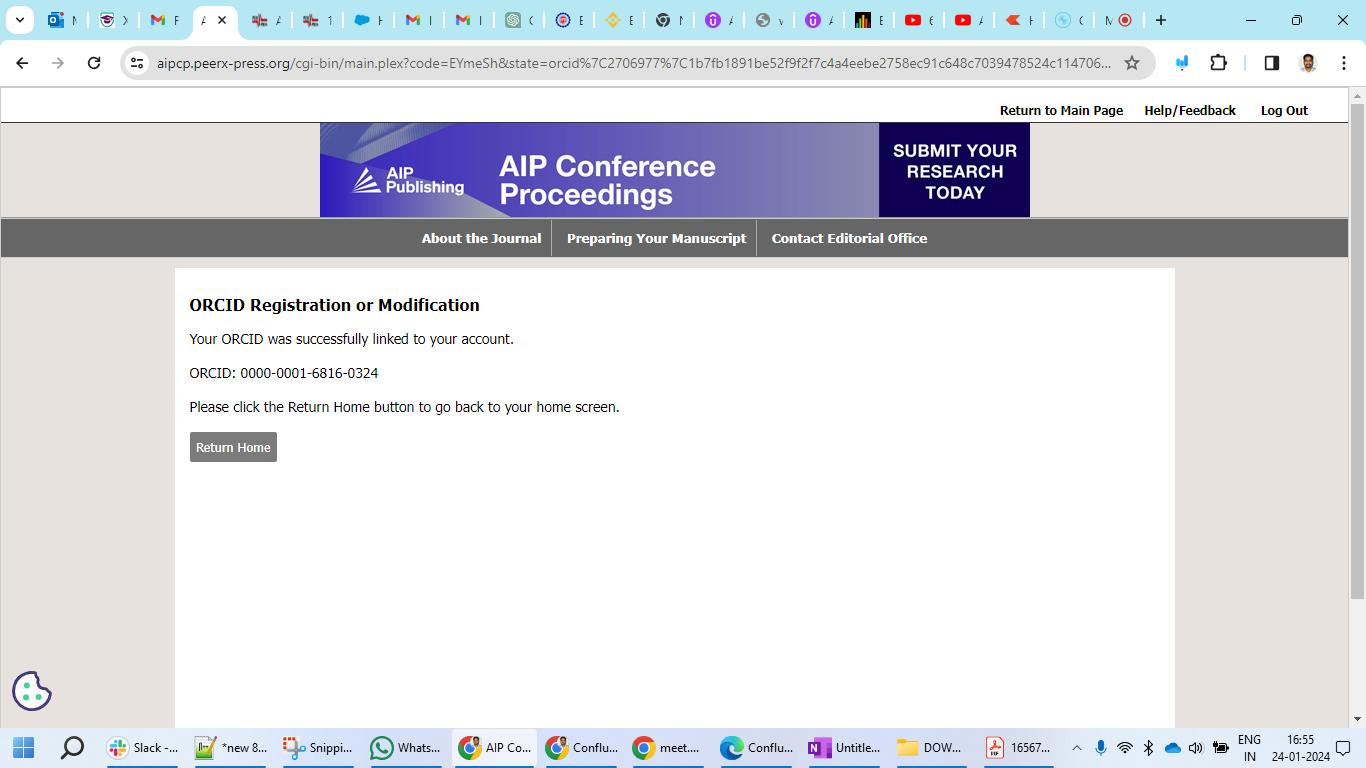 M
X
F
A
A
1
F
I
I
E
E
A
v
A
E
6
A
aipcp.peerx-press.org/cgi-bin/main.plex?code=EYmeSh&state=orcid%7C2706977%7C1b7fb1891be52f9f2f7c4a4eebe2758ec91c648c7039478524c114706...
Return to Main Page Help/Feedback Log Out
AIP Publishing
AIP Conference
Proceedings
SUBMIT YOUR
RESEARCH
TODAY
About the Journal Preparing Your Manuscript Contact Editorial Office
ORCID Registration or Modification
Your ORCID was successfully linked to your account.
ORCID: 0000-0001-6816-0324
Please click the Return Home button to go back to your home screen.
Return Home
Slack -... *new 8... Snippi... Whats... AIP Co... Conflu... meet.... Conflu... Untitle... DOW... 16567...
ENG
IN
16:55
24-01-2024